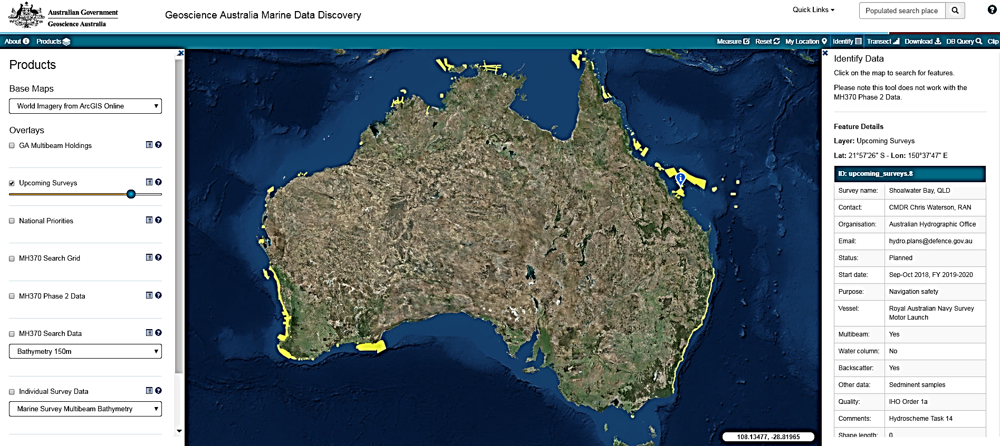 Australian Government
Geoscience Australia
Geoscience Australia Marine Data Discovery
Quick Links
Populated search place
About
Products
Measure
Reset
My Location
Identify
Transect
Download
DB Query
Clip
Products
Base Maps
World Imagery from ArcGIS Online
Overlays
GA Multibeam Holdings
Upcoming Surveys
National Priorities
MH370 Search Grid
MH370 Phase 2 Data
MH370 Search Data
Bathymetry 150m
Individual Survey Data
Marine Survey Multibeam Bathymetry
108.13477, -28.81965
Identify Data
Click on the map to search for features.
Please note this tool does not work with the
MH370 Phase 2 Data.
Feature Details
Layer: Upcoming Surveys
Lat: 21°57'26" S - Lon: 150°37'47" E
ID: upcoming_surveys.8
Survey name: Shoalwater Bay, QLD
Contact: CMDR Chris Waterson, RAN
Organisation: Australian Hydrographic Office
Email: hydro.plans@defence.gov.au
Status: Planned
Start date: Sep-Oct 2018, FY 2019-2020
Purpose: Navigation safety
Vessel: Royal Australian Navy Survey
Motor Launch
Multibeam: Yes
Water column: No
Backscatter: Yes
Other data: Sedminent samples
Quality: IHO Order 1a
Comments: Hydroscheme Task 14
Shape length: 0